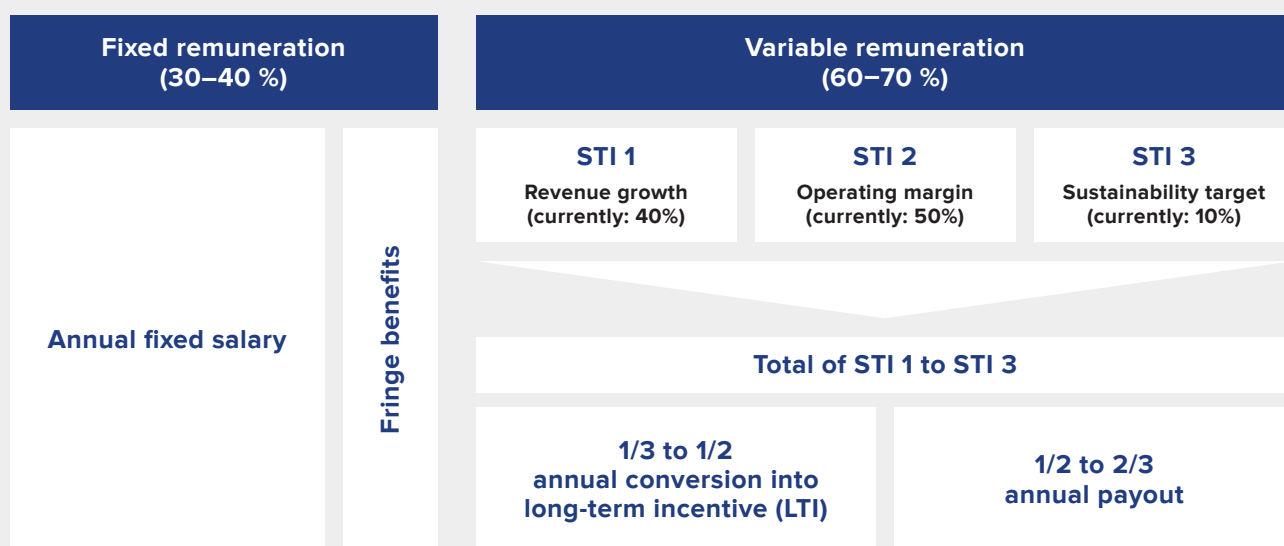 Fixed remuneration
(30–40 %)
Variable remuneration
(60–70 %)
Annual fixed salary
Fringe benefits
STI 1
Revenue growth
(currently: 40%)
STI 2
Operating margin
(currently: 50%)
STI 3
Sustainability target
(currently: 10%)
Total of STI 1 to STI 3
1/3 to 1/2
annual conversion into
long-term incentive (LTI)
1/2 to 2/3
annual payout